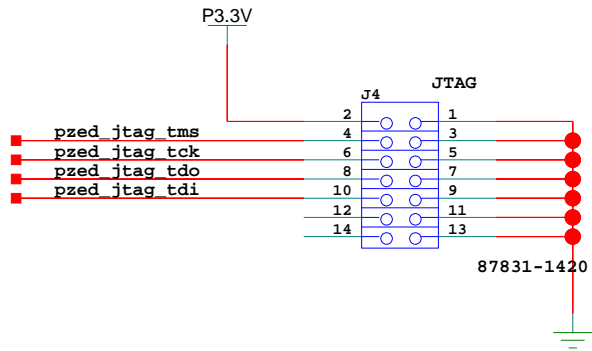 P3.3V
JTAG
J4
2 1
pzed_jtag_tms 4 3
pzed_jtag_tck 6 5
pzed_jtag_tdo 8 7
pzed_jtag_tdi 10 9
12 11
14 13
87831-1420